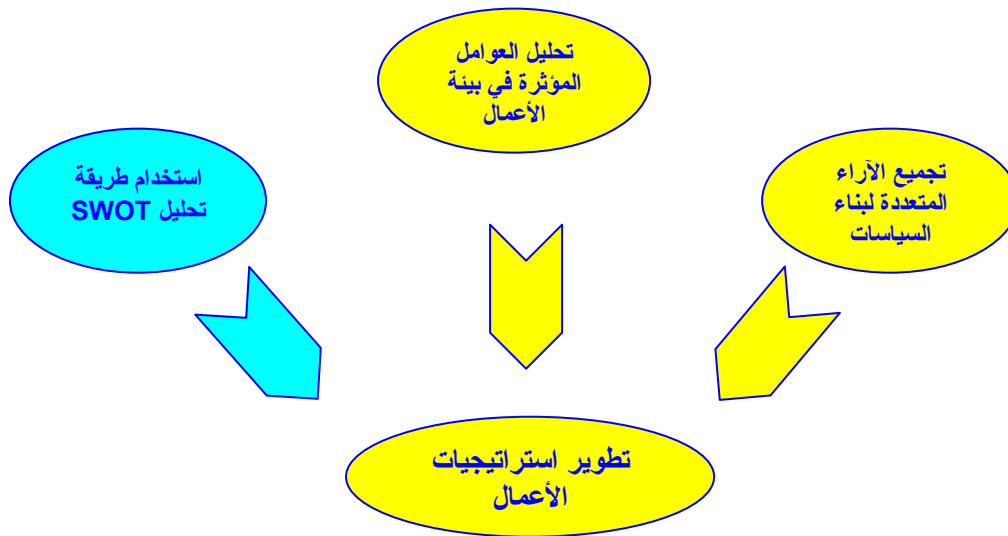 تحليل العوامل
المؤثرة في بيئة
الأعمال
تجميع الآراء
المتعددة لبناء
السياسات
استخدام طريقة
تحليل SWOT
تطوير استراتيجيات
الأعمال